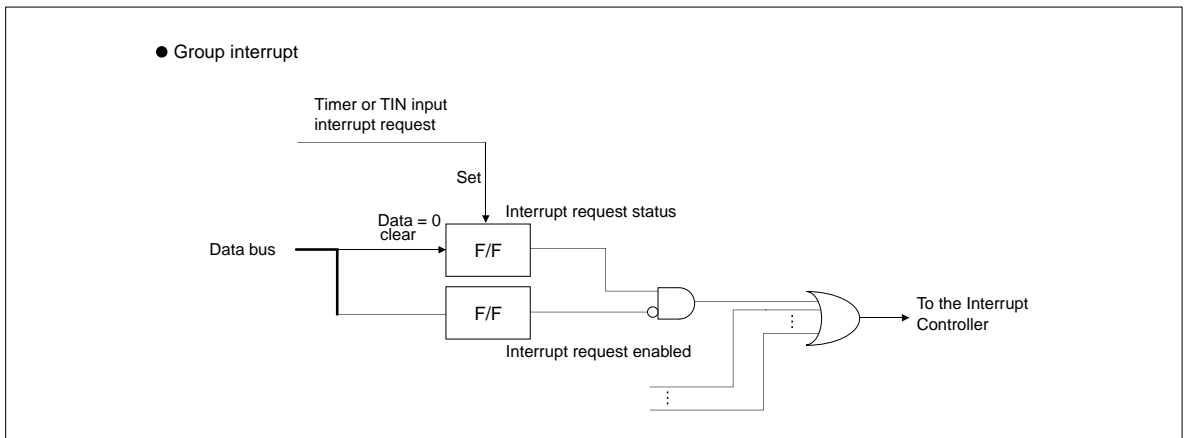 ● Group interrupt
Timer or TIN input
interrupt request
Set
Data = 0
clear
Interrupt request status
Data bus
F/F
F/F
Interrupt request enabled
To the Interrupt
Controller